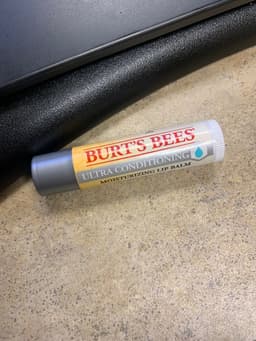 BURT'S BEES
ULTRA CONDITIONING
MOISTURIZING LIP BALM